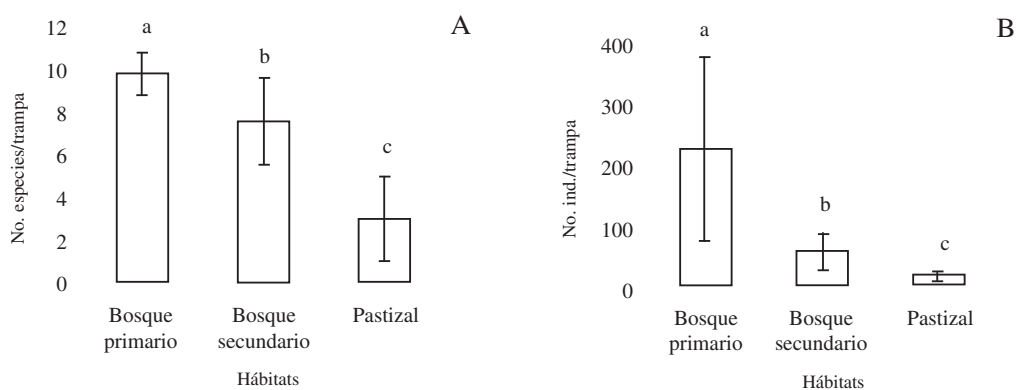 A
No. especies/trampa
12
10
8
6
4
2
0
a
b
c
Bosque
primario
Bosque
secundario
Pastizal
Hábitats
B
No. ind./trampa
400
300
200
100
0
a
b
c
Bosque
primario
Bosque
secundario
Pastizal
Hábitats